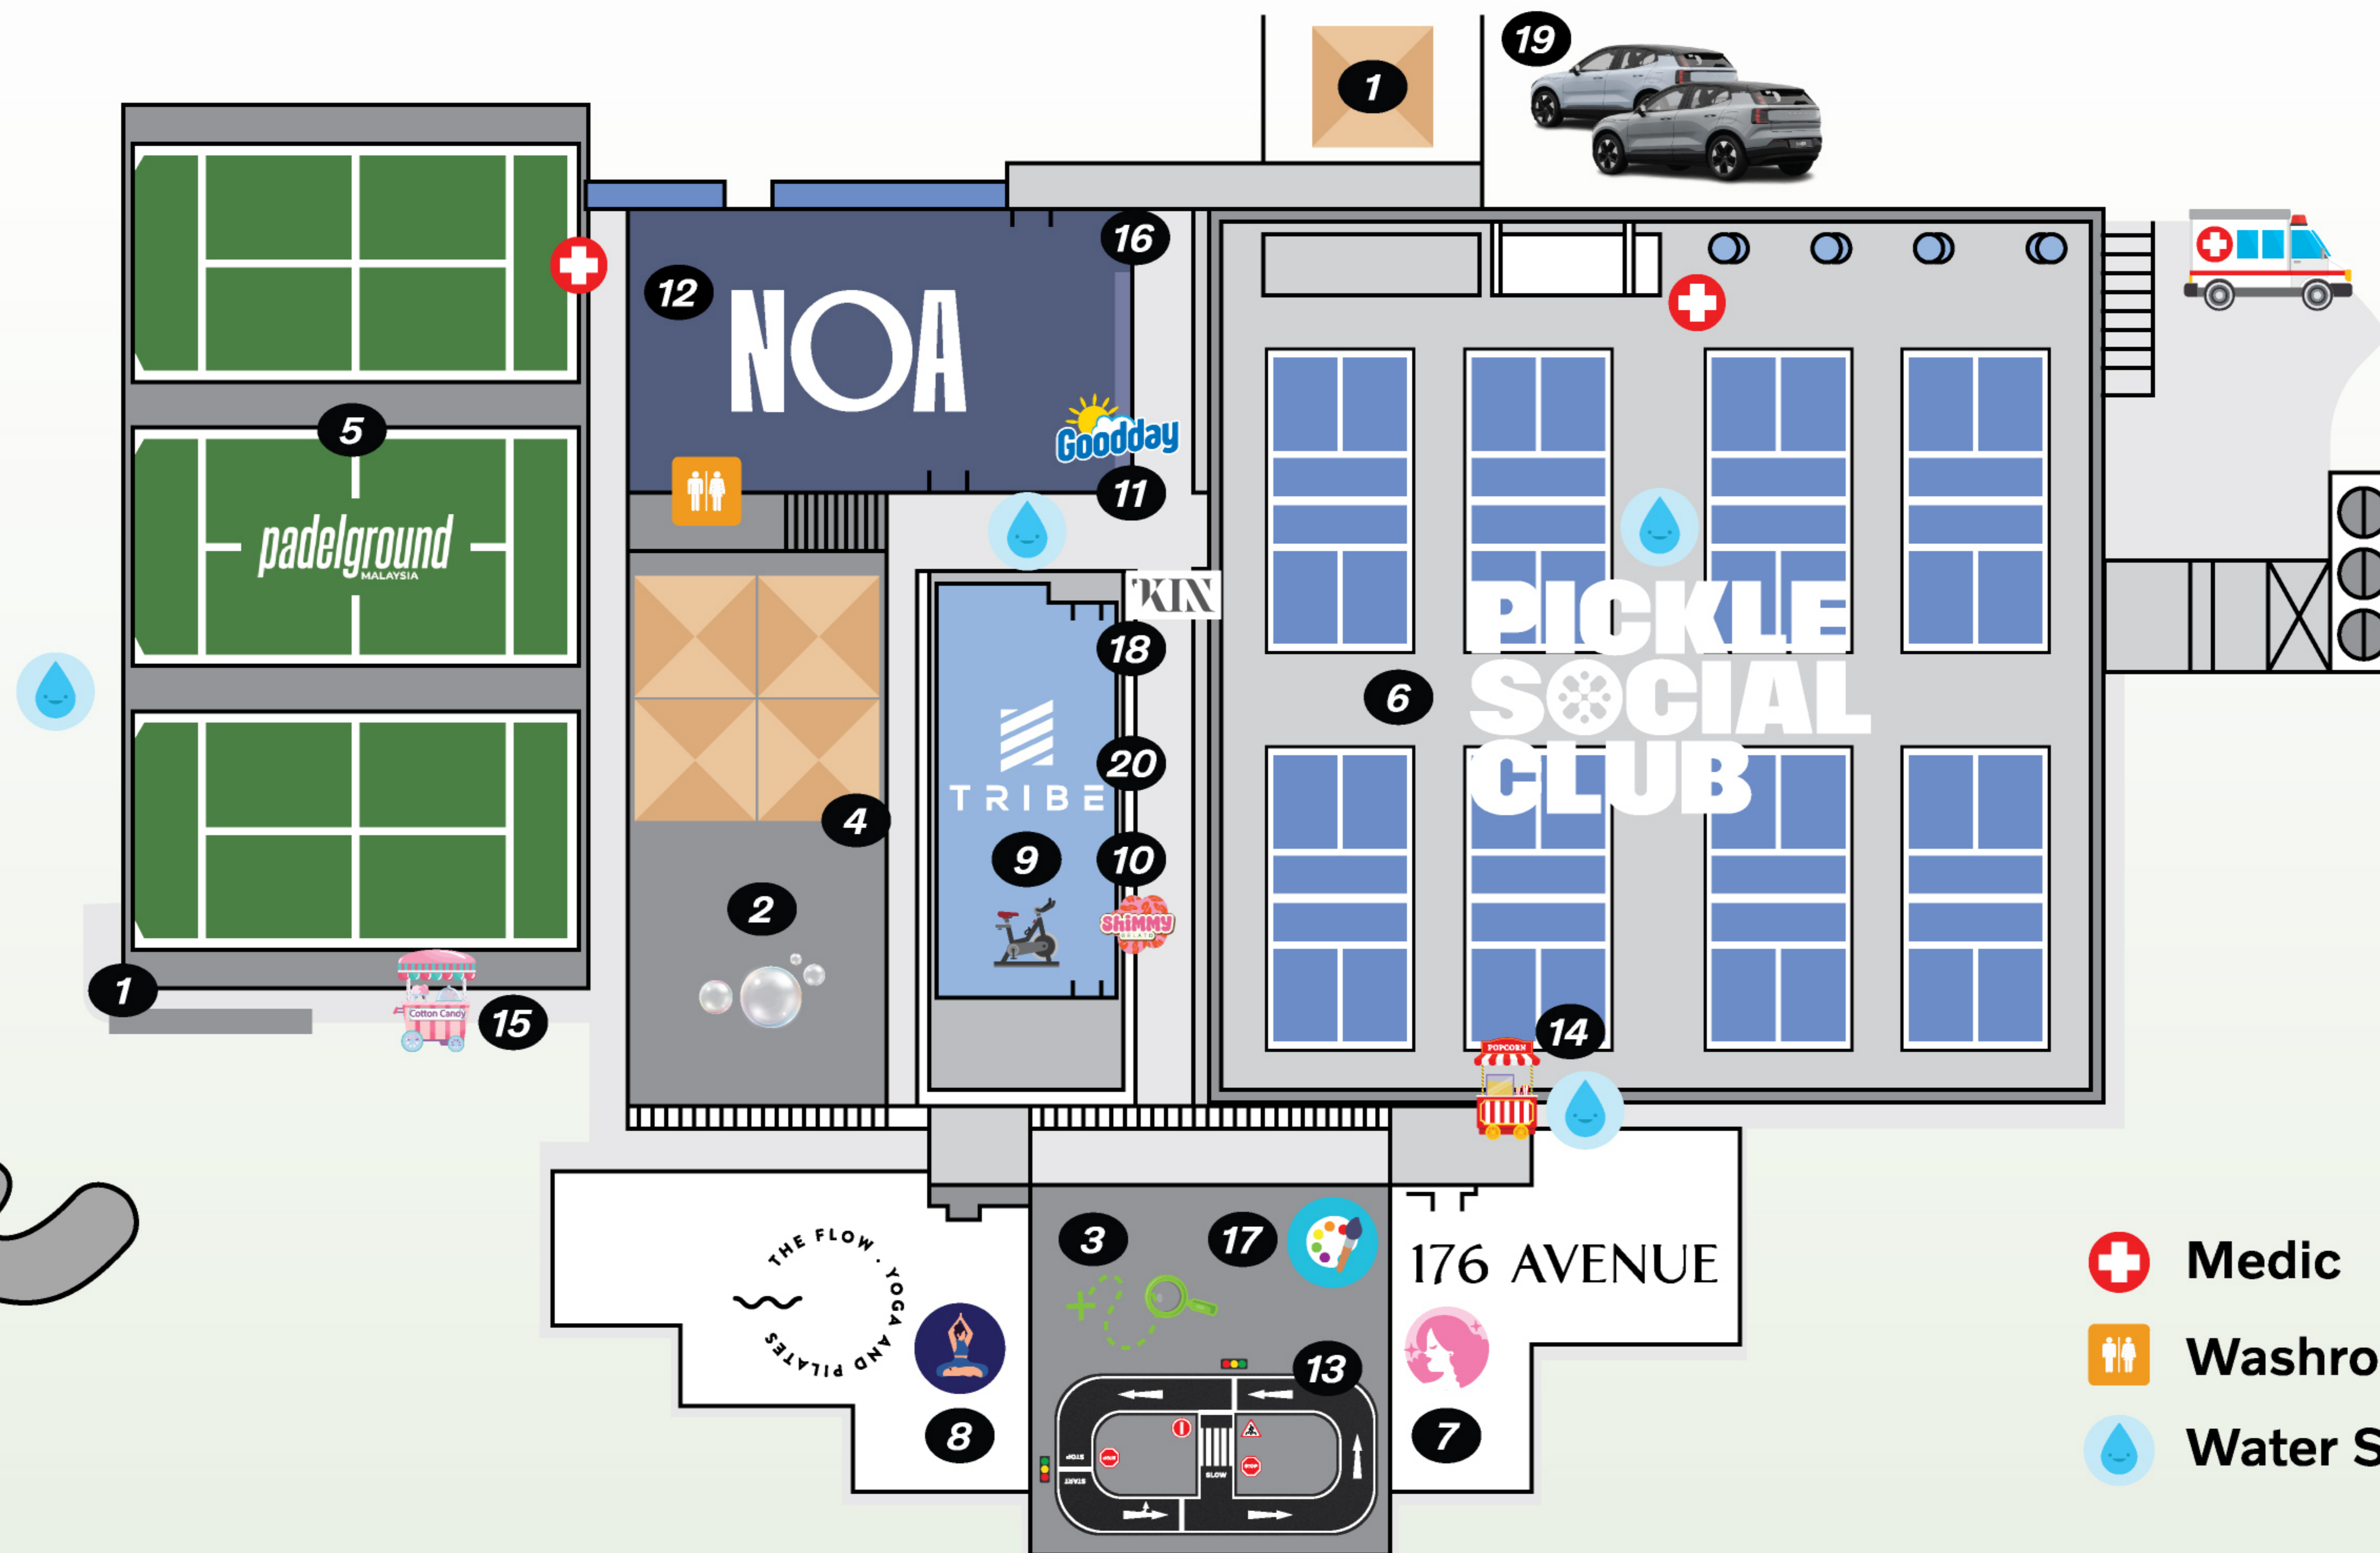 19
1
16
12
NOA
5
Goodday
11
padelground
MALAYSIA
KIN
18
PICKLE
SOCIAL
CLUB
6
20
TRIBE
4
9
10
2
SHiMMY
GELATO
1
Cotton Candy
15
14
POPCORN
3
17
THE FLOW . YOGA AND PILATES
176 AVENUE
13
8
7
STOP
START
STOP
SLOW
STOP
Medic
Washro
Water S